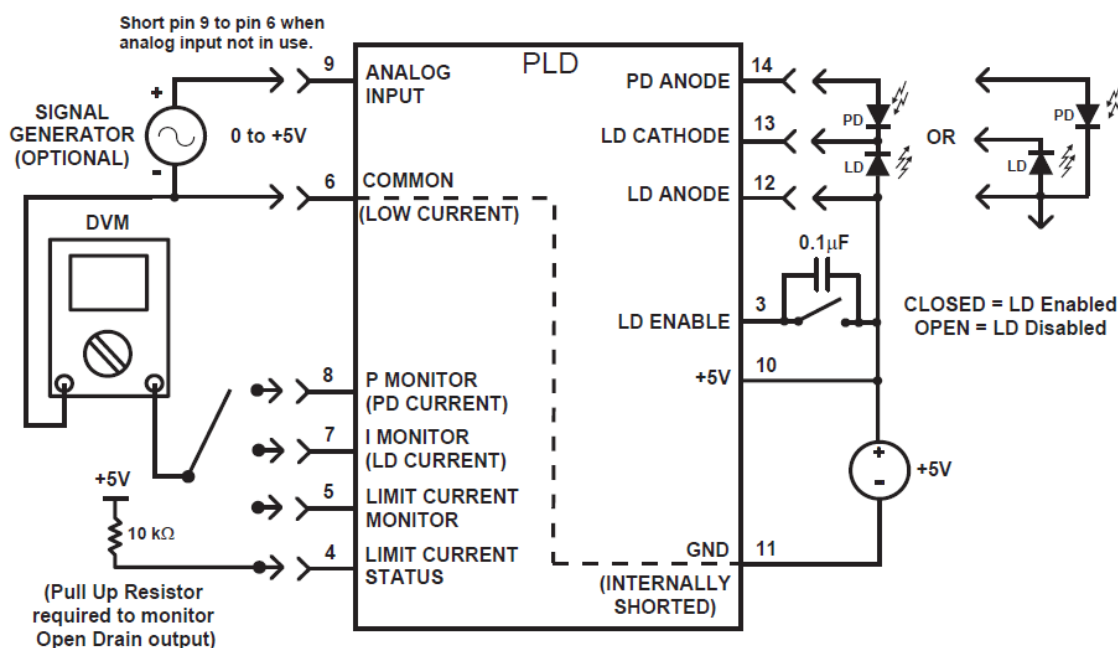 Short pin 9 to pin 6 when
analog input not in use.
PLD
9
ANALOG
INPUT
+
SIGNAL
GENERATOR
(OPTIONAL)
0 to +5V
-
6
COMMON
(LOW CURRENT)
DVM
8
P MONITOR
(PD CURRENT)
7
I MONITOR
(LD CURRENT)
5
LIMIT CURRENT
MONITOR
+5V
10 kΩ
4
LIMIT CURRENT
STATUS
(Pull Up Resistor
required to monitor
Open Drain output)
PD ANODE
14
PD
LD CATHODE
13
LD
LD ANODE
12
OR
PD
LD
0.1µF
LD ENABLE
3
CLOSED = LD Enabled
OPEN = LD Disabled
+5V
10
+
-
+5V
GND
11
(INTERNALLY
SHORTED)